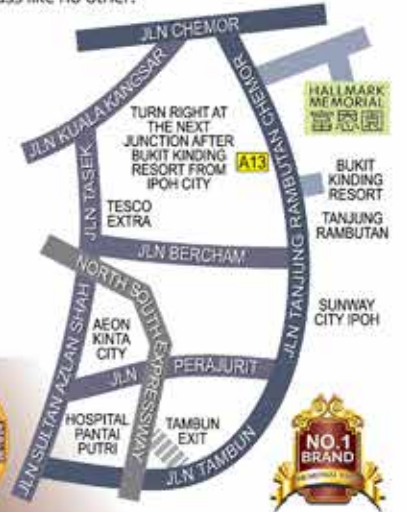 JLN CHEMOR
JLN KUALA KANGSAR
JLN TANJUNG RAMBUTAN CHEMOR
HALLMARK
MEMORIAL
富恩園
TURN RIGHT AT
THE NEXT
JUNCTION AFTER
BUKIT KINDING
RESORT FROM
IPOH CITY
A13
BUKIT
KINDING
RESORT
JLN TASEK
TESCO
EXTRA
TANJUNG
RAMBUTAN
JLN BERCHAM
NORTH SOUTH EXPRESSWAY
SUNWAY
CITY IPOH
JLN TANJUNG RAMBUTAN
AEON
KINTA
CITY
JLN SULTAN AZLAN SHAH
JLN PERAJURIT
HOSPITAL
PANTAI
PUTRI
TAMBUN
EXIT
JLN TAMBUN
NO.1
BRAND